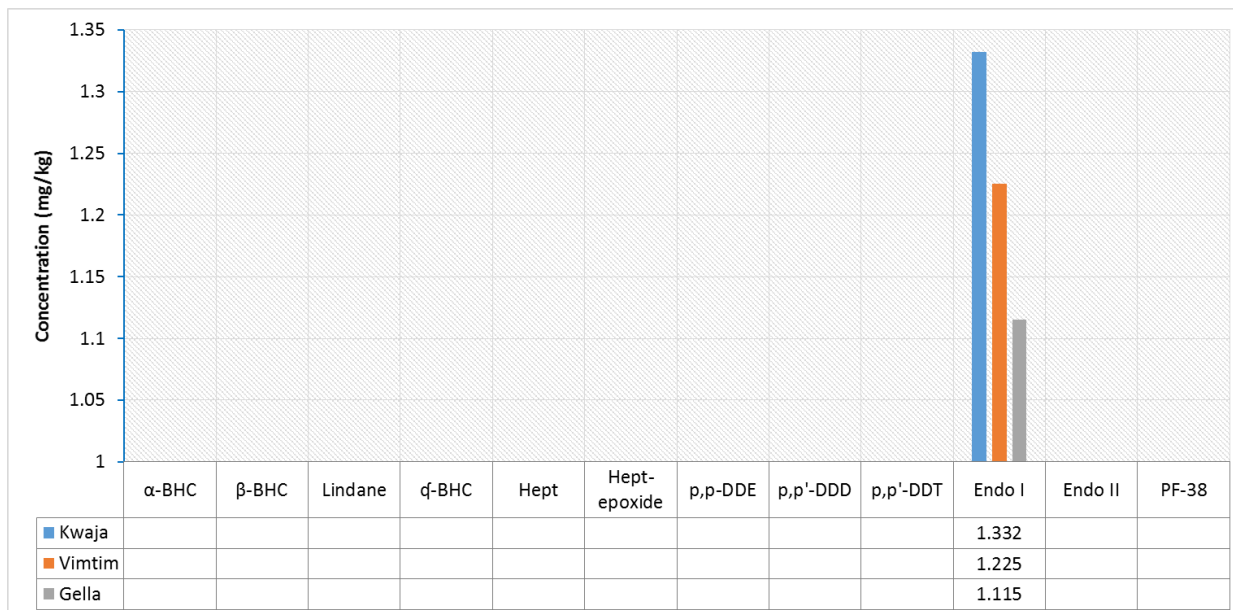 1.35
1.3
1.25
1.2
1.15
1.1
1.05
1
Concentration (mg/kg)
α-BHC β-BHC Lindane ɗ-BHC Hept Hept-epoxide p,p-DDE p,p'-DDD p,p'-DDT Endo I Endo II PF-38
Kwaja 1.332
Vimtim 1.225
Gella 1.115